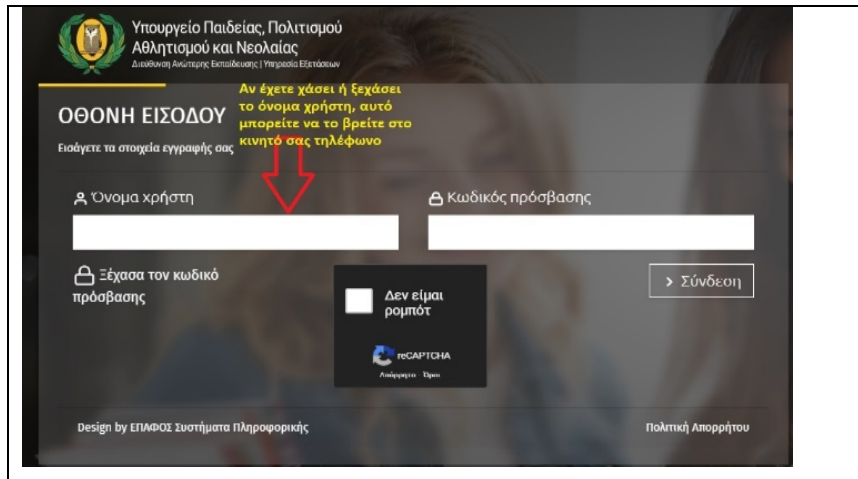 Υπουργείο Παιδείας, Πολιτισμού
Αθλητισμού και Νεολαίας
Διεύθυνση Ανώτερης Εκπαίδευσης | Υπηρεσία Εξετάσεων
Αν έχετε χάσει ή ξεχάσει
το όνομα χρήστη, αυτό
μπορείτε να το βρείτε στο
κινητό σας τηλέφωνο
ΟΘΟΝΗ ΕΙΣΟΔΟΥ
Εισάγετε τα στοιχεία εγγραφής σας
Όνομα χρήστη
Κωδικός πρόσβασης
Ξέχασα τον κωδικό
πρόσβασης
Δεν είμαι
ρομπότ
reCAPTCHA
Απόρρητο Όροι
> Σύνδεση
Design by ΕΠΑΦΟΣ Συστήματα Πληροφορικής
Πολιτική Απορρήτου